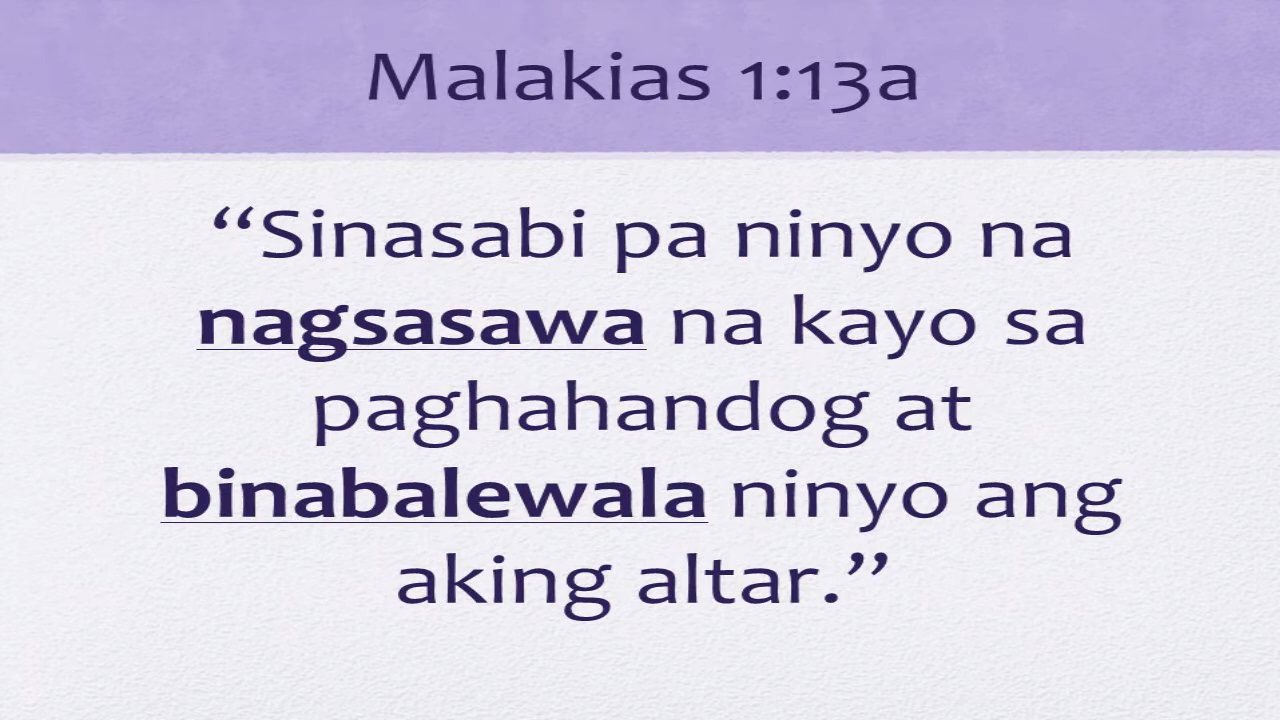 Malakias 1:13a
“Sinasabi pa ninyo na
nagsasawa na kayo sa
paghahandog at
binabalewala ninyo ang
aking altar.”